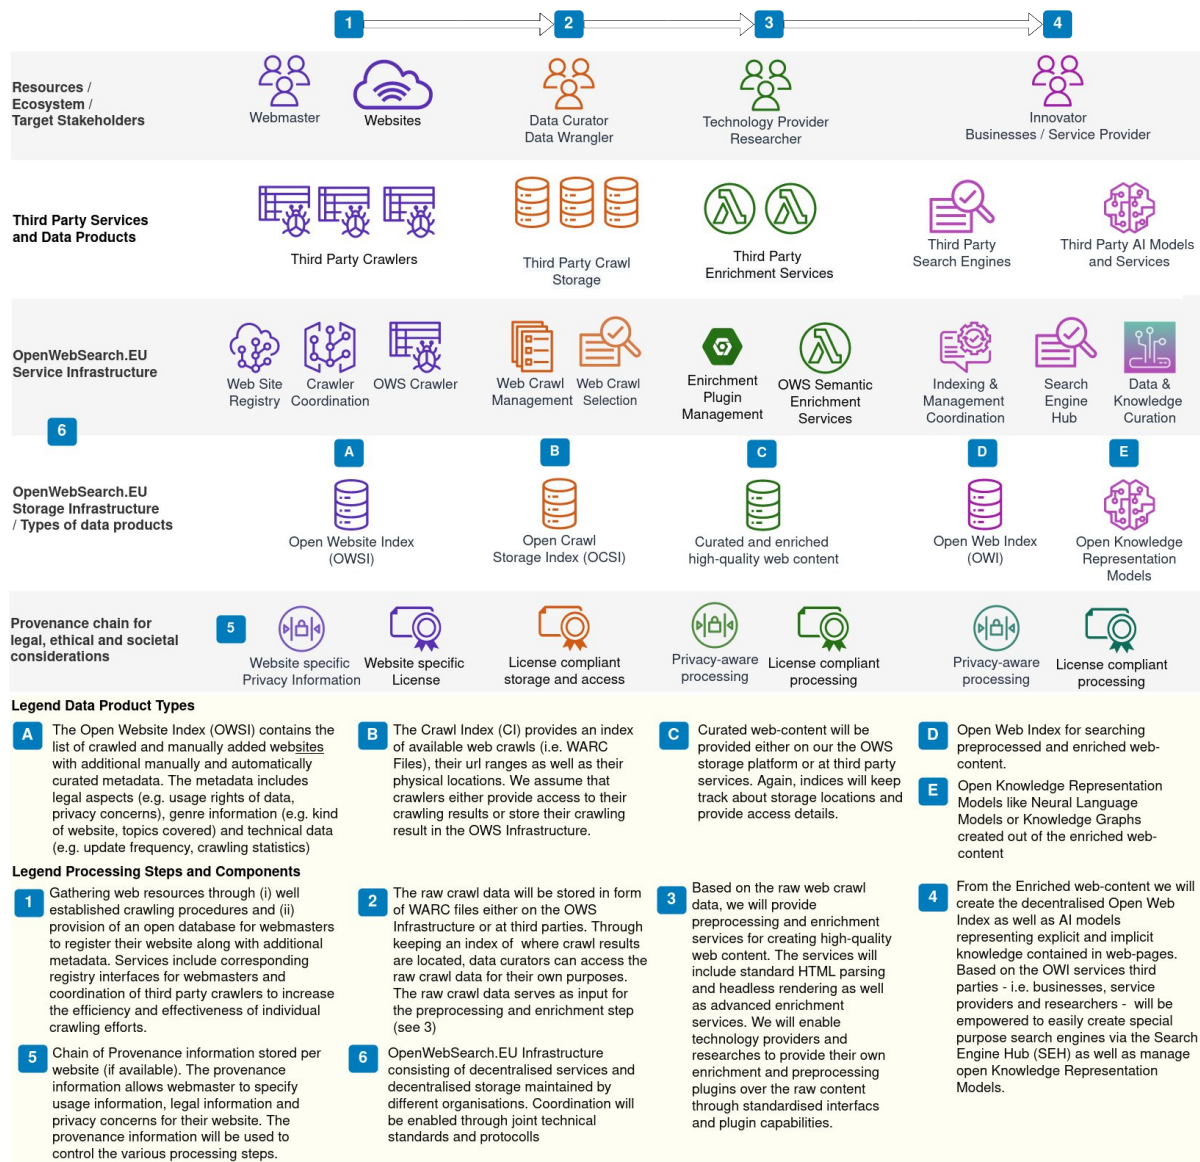 1
2
3
4
Resources /
Ecosystem /
Target Stakeholders
Webmaster
Websites
Data Curator
Data Wrangler
Technology Provider
Researcher
Innovator
Businesses / Service Provider
Third Party Services
and Data Products
Third Party Crawlers
Third Party Crawl
Storage
Third Party
Enrichment Services
Third Party
Search Engines
Third Party AI Models
and Services
OpenWebSearch.EU
Service Infrastructure
Web Site
Registry
Crawler
Coordination
OWS Crawler
Web Crawl
Management
Web Crawl
Selection
Enirchment
Plugin
Management
OWS Semantic
Enrichment
Services
Indexing &
Management
Coordination
Search
Engine
Hub
Data &
Knowledge
Curation
6
A
B
C
D
E
OpenWebSearch.EU
Storage Infrastructure
/ Types of data products
Open Website Index
(OWSI)
Open Crawl
Storage Index (OCSI)
Curated and enriched
high-quality web content
Open Web Index
(OWI)
Open Knowledge
Representation
Models
Provenance chain for
legal, ethical and societal
considerations
5
Website specific
Privacy Information
Website specific
License
License compliant
storage and access
Privacy-aware
processing
License compliant
processing
Privacy-aware
processing
License compliant
processing
Legend Data Product Types
A
The Open Website Index (OWSI) contains the
list of crawled and manually added websites
with additional manually and automatically
curated metadata. The metadata includes
legal aspects (e.g. usage rights of data,
privacy concerns), genre information (e.g. kind
of website, topics covered) and technical data
(e.g. update frequency, crawling statistics)
B
The Crawl Index (CI) provides an index
of available web crawls (i.e. WARC
Files), their url ranges as well as their
physical locations. We assume that
crawlers either provide access to their
crawling results or store their crawling
result in the OWS Infrastructure.
C
Curated web-content will be
provided either on our the OWS
storage platform or at third party
services. Again, indices will keep
track about storage locations and
provide access details.
D
Open Web Index for searching
preprocessed and enriched web-
content.
E
Open Knowledge Representation
Models like Neural Language
Models or Knowledge Graphs
created out of the enriched web-
content
Legend Processing Steps and Components
1
Gathering web resources through (i) well
established crawling procedures and (ii)
provision of an open database for webmasters
to register their website along with additional
metadata. Services include corresponding
registry interfaces for webmasters and
coordination of third party crawlers to increase
the efficiency and effectiveness of individual
crawling efforts.
2
The raw crawl data will be stored in form
of WARC files either on the OWS
Infrastructure or at third parties. Through
keeping an index of where crawl results
are located, data curators can access the
raw crawl data for their own purposes.
The raw crawl data serves as input for
the preprocessing and enrichment step
(see 3)
3
Based on the raw web crawl
data, we will provide
preprocessing and enrichment
services for creating high-quality
web content. The services will
include standard HTML parsing
and headless rendering as well
as advanced enrichment
services. We will enable
technology providers and
researches to provide their own
enrichment and preprocessing
plugins over the raw content
through standardised interfacs
and plugin capabilities.
4
From the Enriched web-content we will
create the decentralised Open Web
Index as well as AI models
representing explicit and implicit
knowledge contained in web-pages.
Based on the OWI services third
parties - i.e. businesses, service
providers and researchers - will be
empowered to easily create special
purpose search engines via the Search
Engine Hub (SEH) as well as manage
open Knowledge Representation
Models.
5
Chain of Provenance information stored per
website (if available). The provenance
information allows webmaster to specify
usage information, legal information and
privacy concerns for their website. The
provenance information will be used to
control the various processing steps.
6
OpenWebSearch.EU Infrastructure
consisting of decentralised services and
decentralised storage maintained by
different organisations. Coordination will
be enabled through joint technical
standards and protocolls